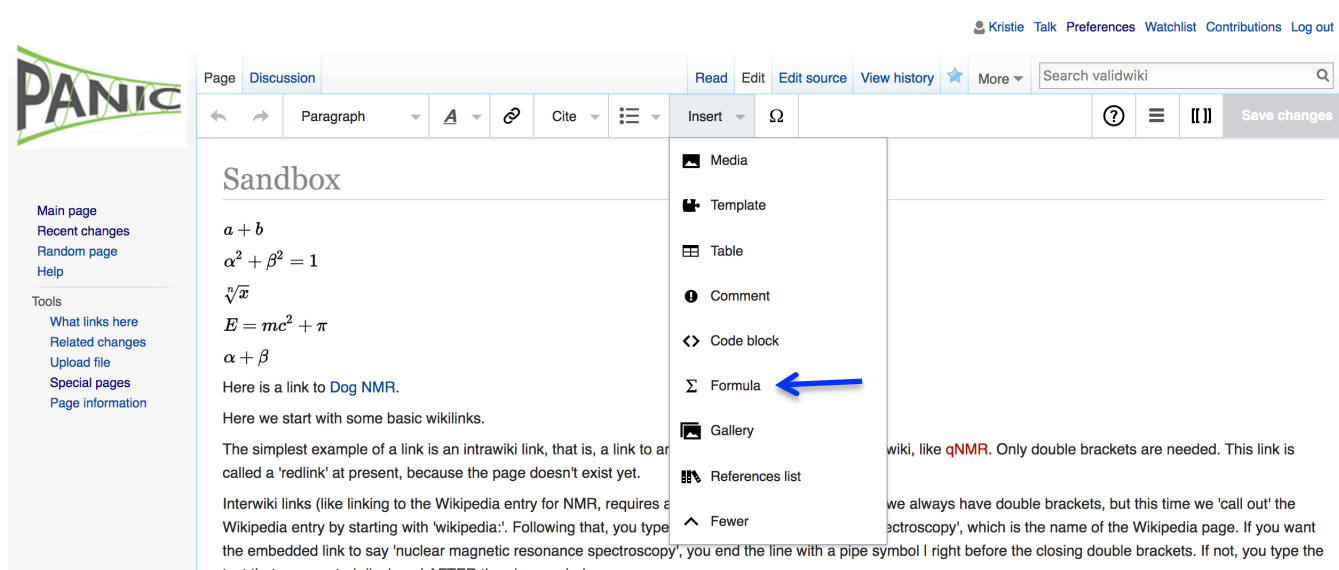 Kristie Talk Preferences Watchlist Contributions Log out
PANIC
Page Discussion Read Edit Edit source View history More Search validwiki
Paragraph A Cite Insert Ω ? [[ ]] Save changes
Media
Template
Table
Comment
Code block
Σ Formula
Gallery
References list
Fewer
Main page
Recent changes
Random page
Help
Tools
What links here
Related changes
Upload file
Special pages
Page information
Sandbox
a + b
α² + β² = 1
ⁿ√x
E = mc² + π
α + β
Here is a link to Dog NMR.
Here we start with some basic wikilinks.
The simplest example of a link is an intrawiki link, that is, a link to wiki, like qNMR. Only double brackets are needed. This link is
called a 'redlink' at present, because the page doesn't exist yet.
Interwiki links (like linking to the Wikipedia entry for NMR, requires we always have double brackets, but this time we 'call out' the
Wikipedia entry by starting with 'wikipedia:'. Following that, you type ectroscopy', which is the name of the Wikipedia page. If you want
the embedded link to say 'nuclear magnetic resonance spectroscopy', you end the line with a pipe symbol | right before the closing double brackets. If not, you type the